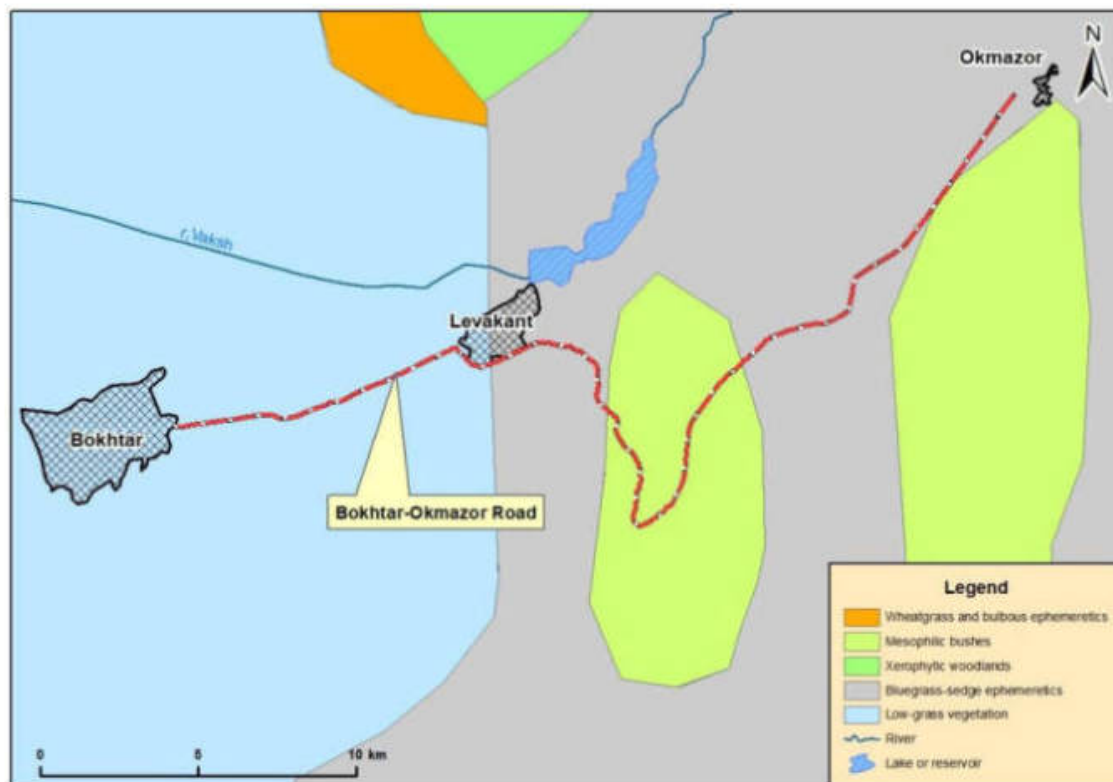 Okmazor
N
r. Vaksh
Levakant
Bokhtar
Bokhtar-Okmazor Road
Legend
Wheatgrass and bulbous ephemeretics
Mesophilic bushes
Xerophytic woodlands
Bluegrass-sedge ephemeretics
Low-grass vegetation
River
Lake or reservoir
0 5 10 km